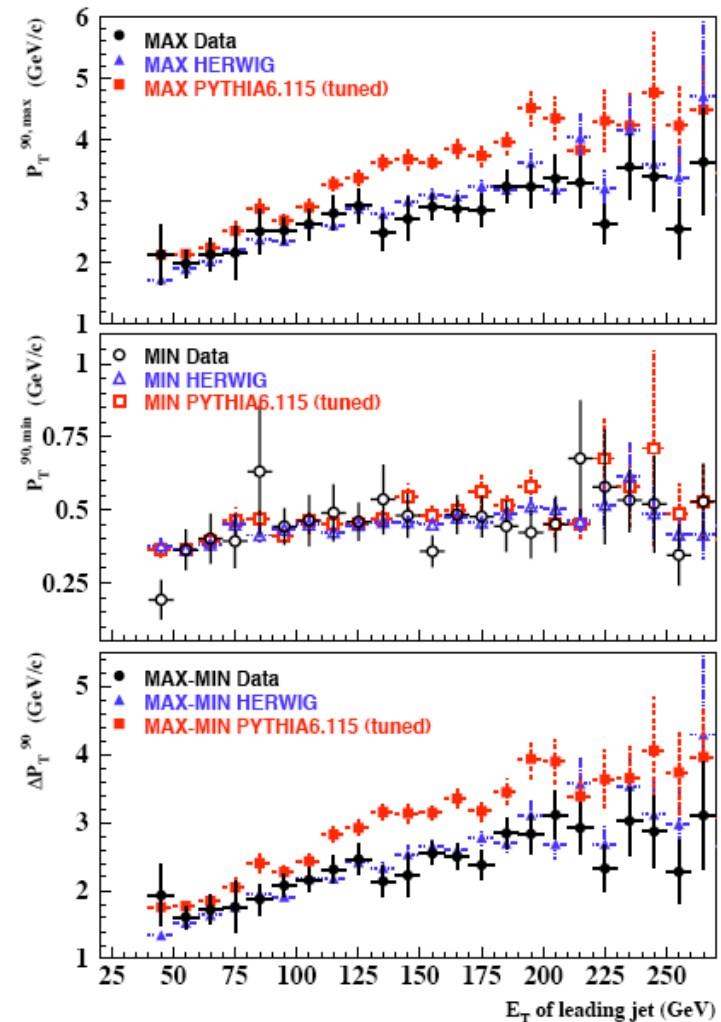 P_T^90,max (GeV/c)
6
5
4
3
2
1
MAX Data
MAX HERWIG
MAX PYTHIA6.115 (tuned)
P_T^90,min (GeV/c)
1
0.75
0.5
0.25
MIN Data
MIN HERWIG
MIN PYTHIA6.115 (tuned)
ΔP_T^90 (GeV/c)
5
4
3
2
1
MAX-MIN Data
MAX-MIN HERWIG
MAX-MIN PYTHIA6.115 (tuned)
25 50 75 100 125 150 175 200 225 250
E_T of leading jet (GeV)